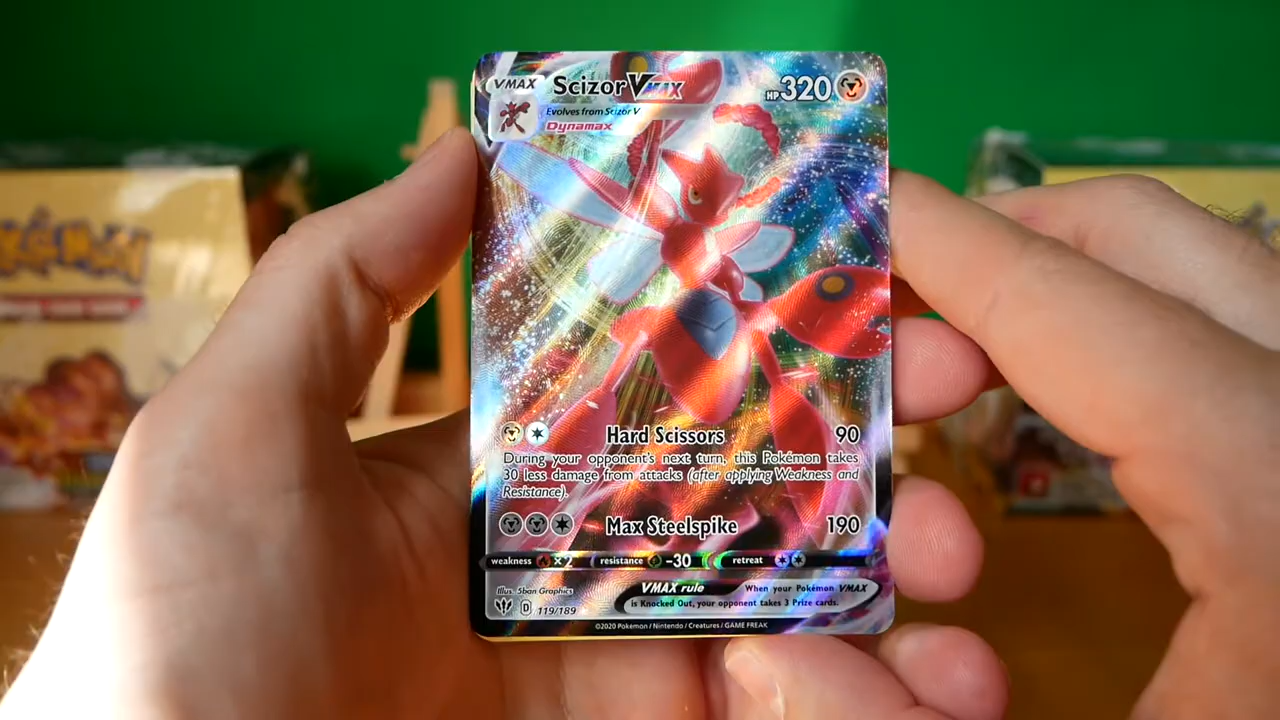 VMAX Scizor VMAX HP 320
Evolves from Scizor V
Dynamax
Hard Scissors 90
During your opponent's next turn, this Pokémon takes
30 less damage from attacks (after applying Weakness and
Resistance).
Max Steelspike 190
weakness ×2 resistance -30 retreat
Illus. 5ban Graphics
VMAX rule When your Pokémon VMAX
is Knocked Out, your opponent takes 3 Prize cards.
D 119/189
©2020 Pokémon / Nintendo / Creatures / GAME FREAK
POKéMON